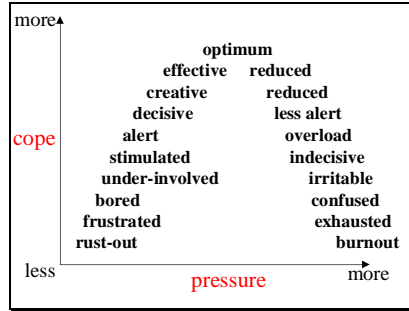 more
optimum
effective reduced
creative reduced
decisive less alert
cope alert overload
stimulated indecisive
under-involved irritable
bored confused
frustrated exhausted
rust-out burnout
less more
pressure